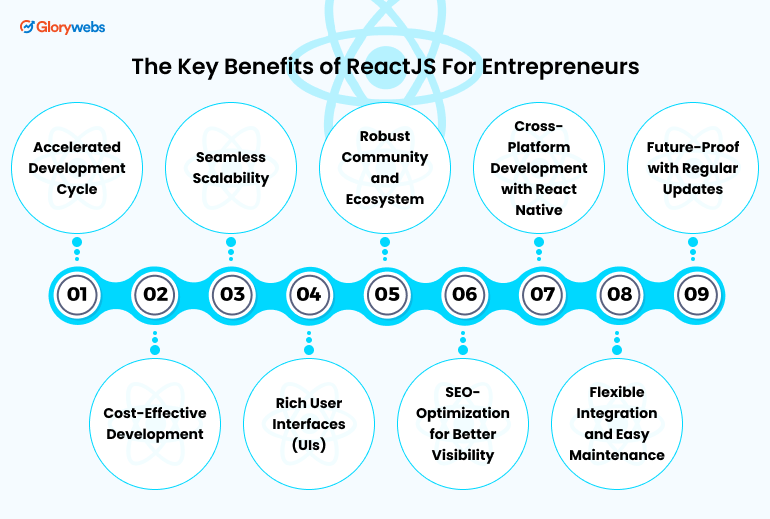 Glorywebs
The Key Benefits of ReactJS For Entrepreneurs
Accelerated
Development
Cycle
Seamless
Scalability
Robust
Community
and
Ecosystem
Cross-
Platform
Development
with React
Native
Future-Proof
with Regular
Updates
01 02 03 04 05 06 07 08 09
Cost-Effective
Development
Rich User
Interfaces
(UIs)
SEO-
Optimization
for Better
Visibility
Flexible
Integration
and Easy
Maintenance